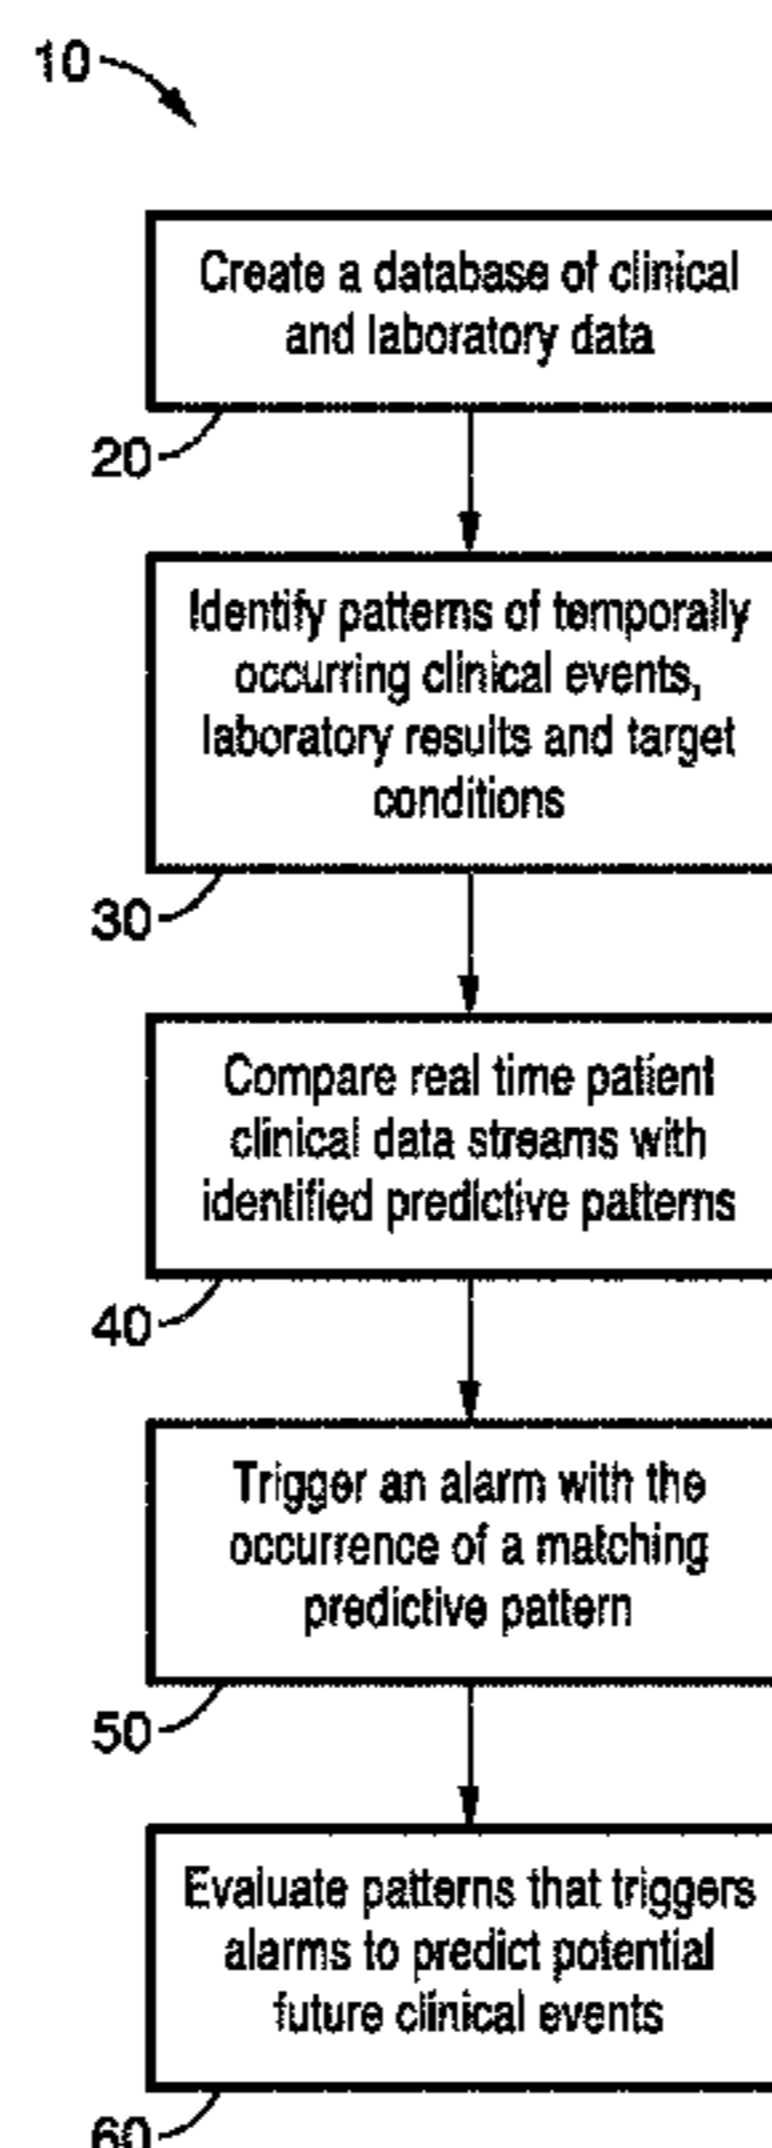 10
Create a database of clinical
and laboratory data
20
Identify patterns of temporally
occurring clinical events,
laboratory results and target
conditions
30
Compare real time patient
clinical data streams with
identified predictive patterns
40
Trigger an alarm with the
occurrence of a matching
predictive pattern
50
Evaluate patterns that triggers
alarms to predict potential
future clinical events
60